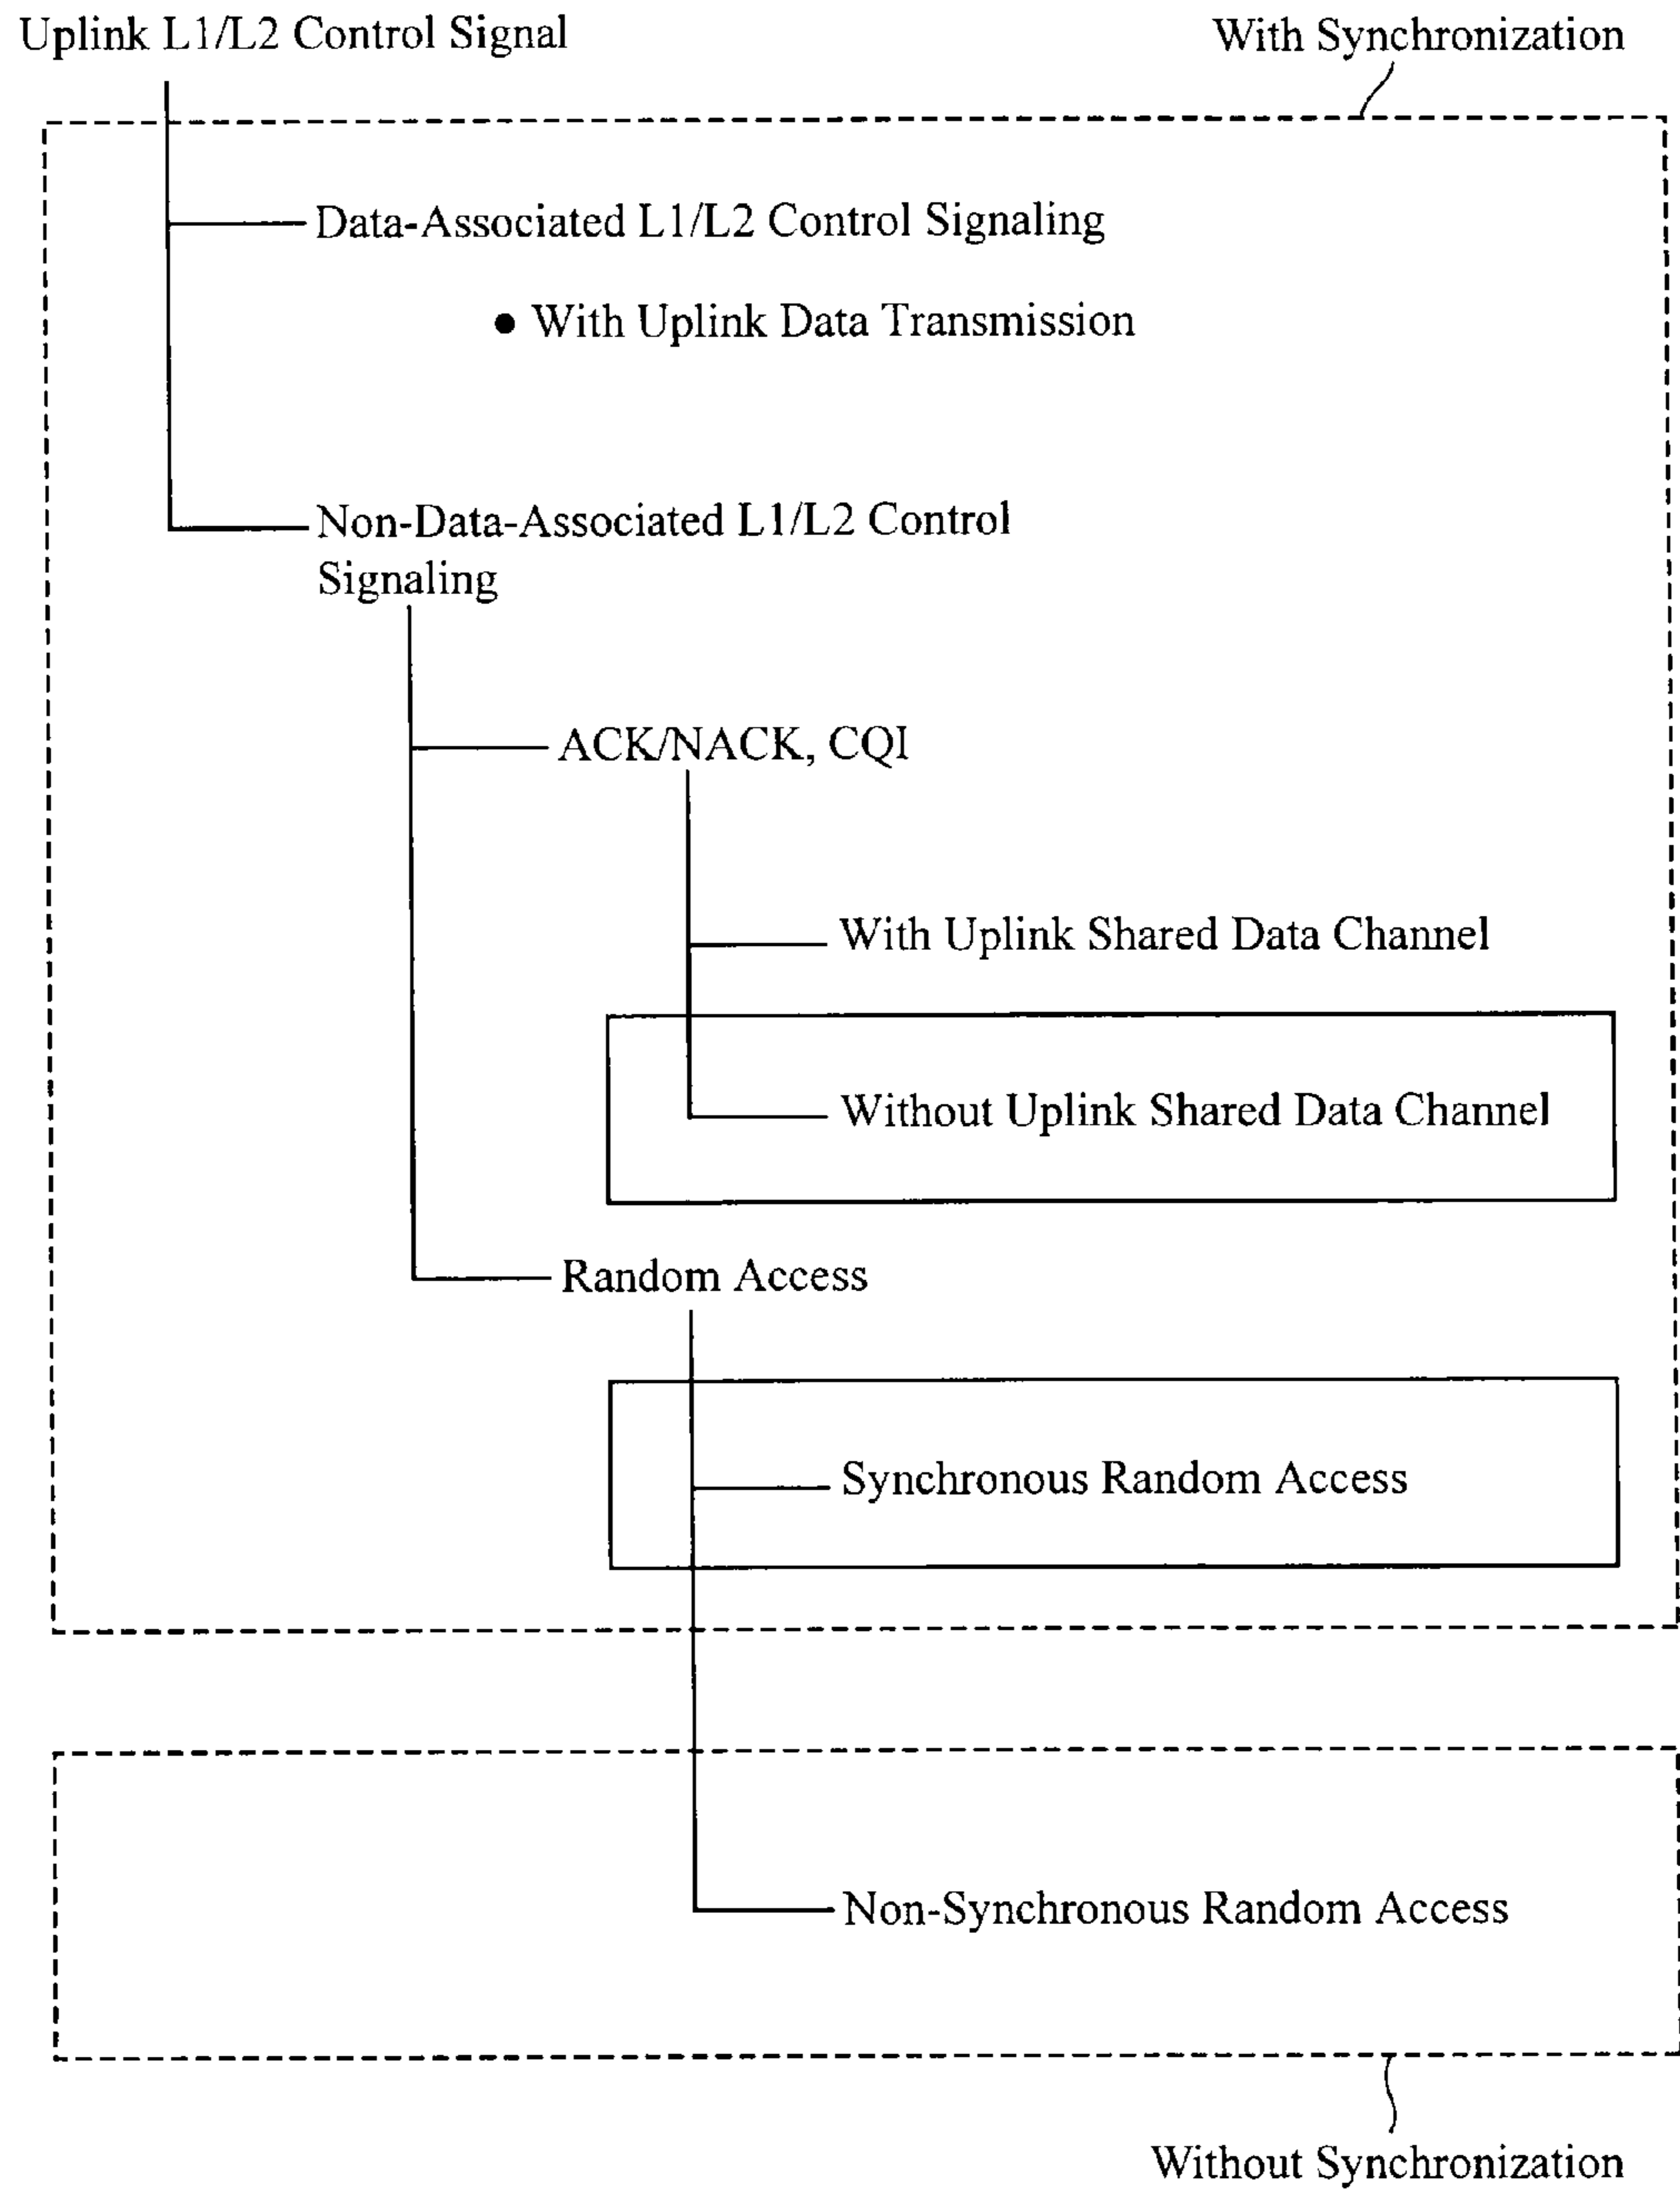 Uplink L1/L2 Control Signal
With Synchronization
Data-Associated L1/L2 Control Signaling
● With Uplink Data Transmission
Non-Data-Associated L1/L2 Control
Signaling
ACK/NACK, CQI
With Uplink Shared Data Channel
Without Uplink Shared Data Channel
Random Access
Synchronous Random Access
Non-Synchronous Random Access
Without Synchronization